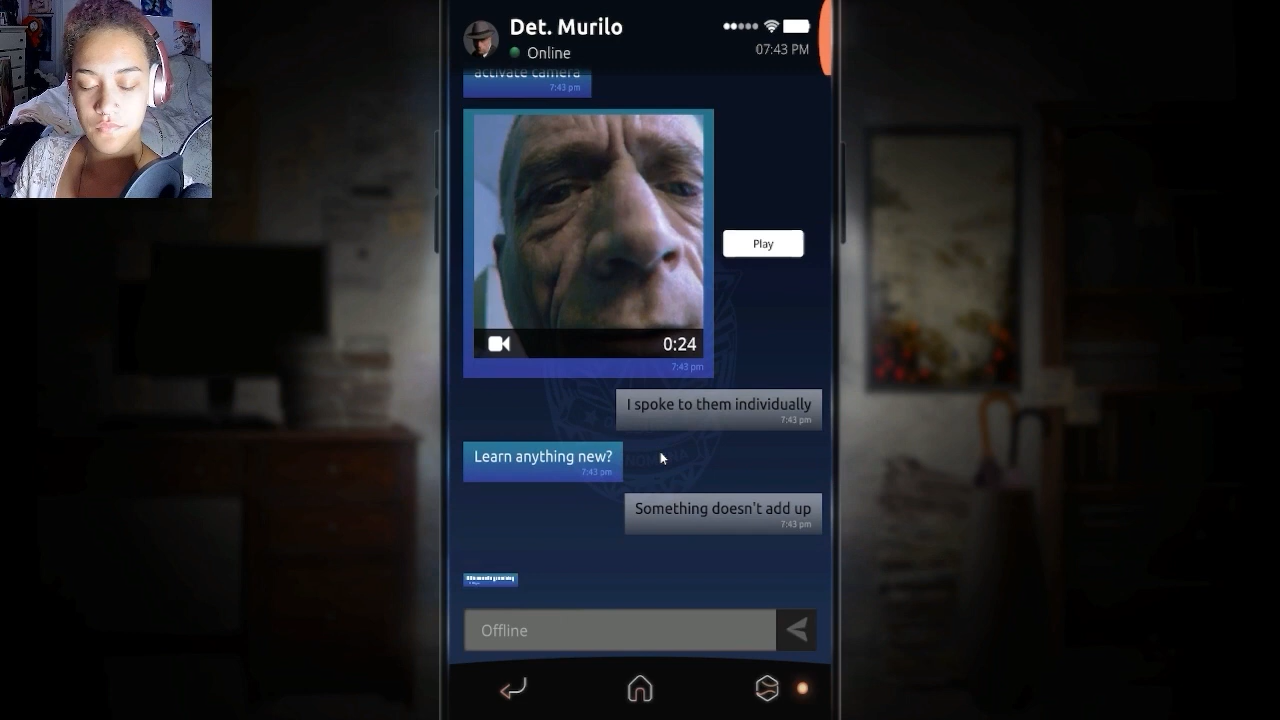 Det. Murilo
Online
07:43 PM
activate camera
7:43 pm
Play
0:24
7:43 pm
I spoke to them individually
7:43 pm
Learn anything new?
7:43 pm
Something doesn't add up
7:43 pm
Offline